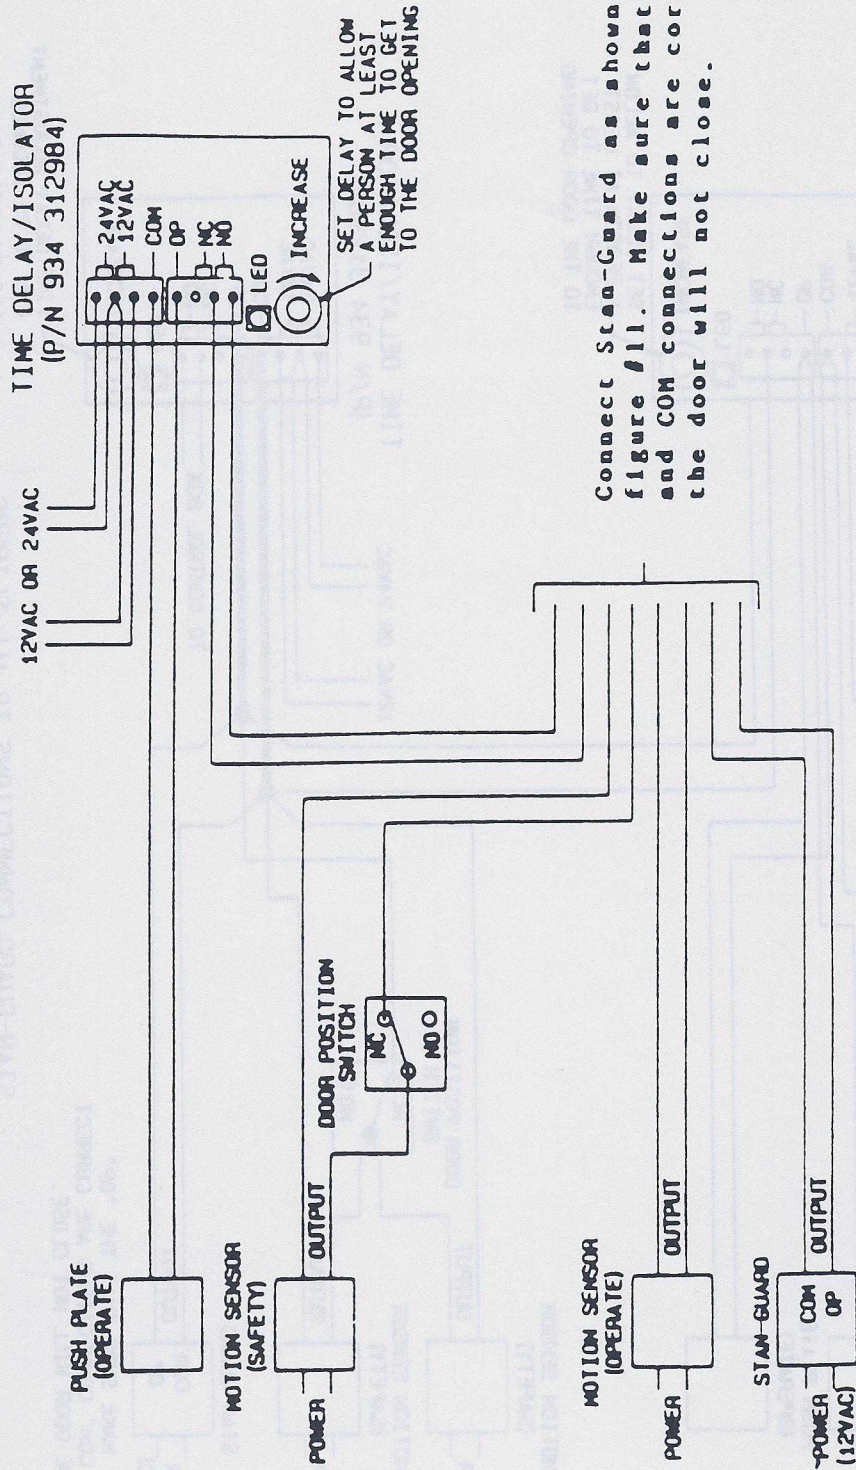 TIME DELAY/ISOLATOR
(P/N 934 312984)
12VAC OR 24VAC
24VAC
12VAC
COM
OP
NC
NO
LED
INCREASE
SET DELAY TO ALLOW
A PERSON AT LEAST
ENOUGH TIME TO GET
TO THE DOOR OPENING
PUSH PLATE
(OPERATE)
MOTION SENSOR
(SAFETY)
POWER
OUTPUT
DOOR POSITION
SWITCH
NC
NO
MOTION SENSOR
(OPERATE)
POWER
OUTPUT
STAN-GUARD
COM
OP
OUTPUT
POWER
(12VAC)
Connect Stan-Guard as shown
figure #11. Make sure that
and COM connections are cor
the door will not close.